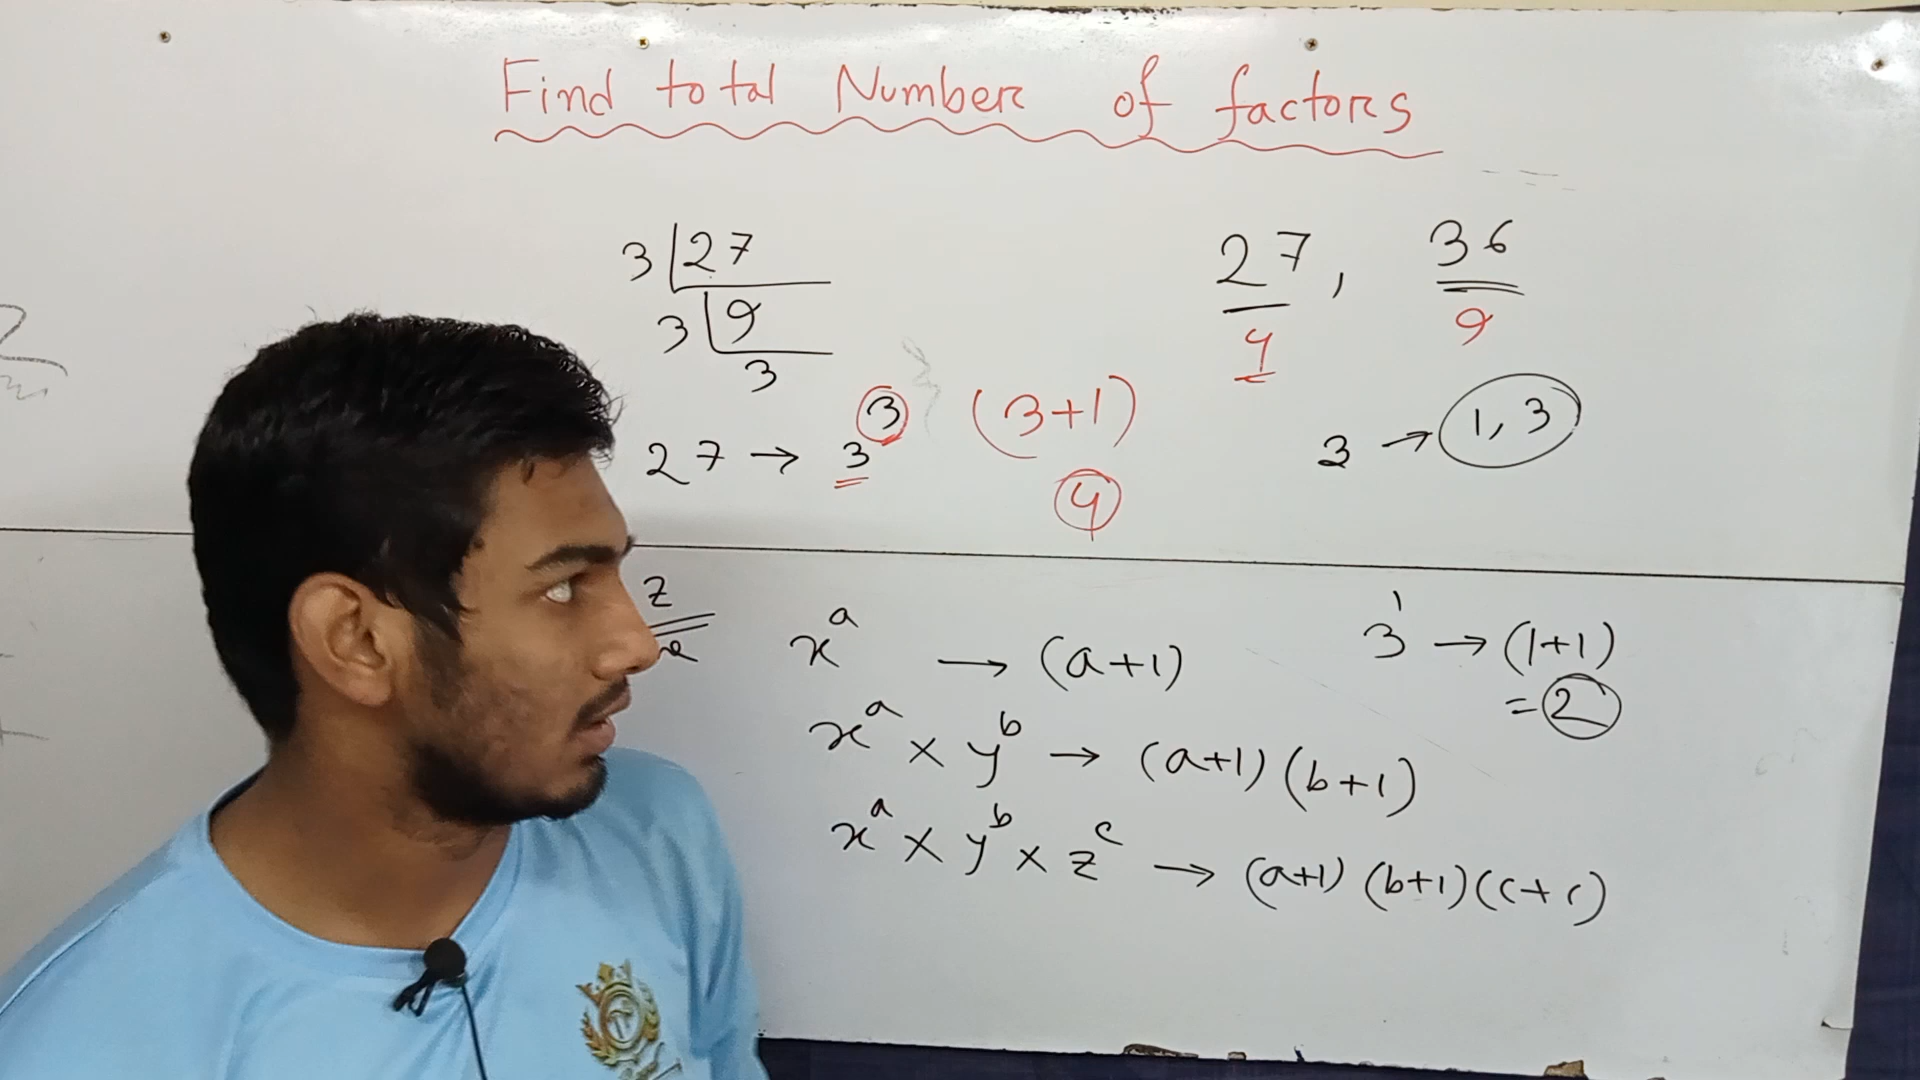 Find total Number of factors
3 27
3 9
3
27 → 3³ (3+1)
4
27, 36
4 9
3 → 1, 3
z
xᵃ → (a+1)
xᵃ × yᵇ → (a+1) (b+1)
xᵃ × yᵇ × zᶜ → (a+1) (b+1) (c+1)
3¹ → (1+1)
= 2